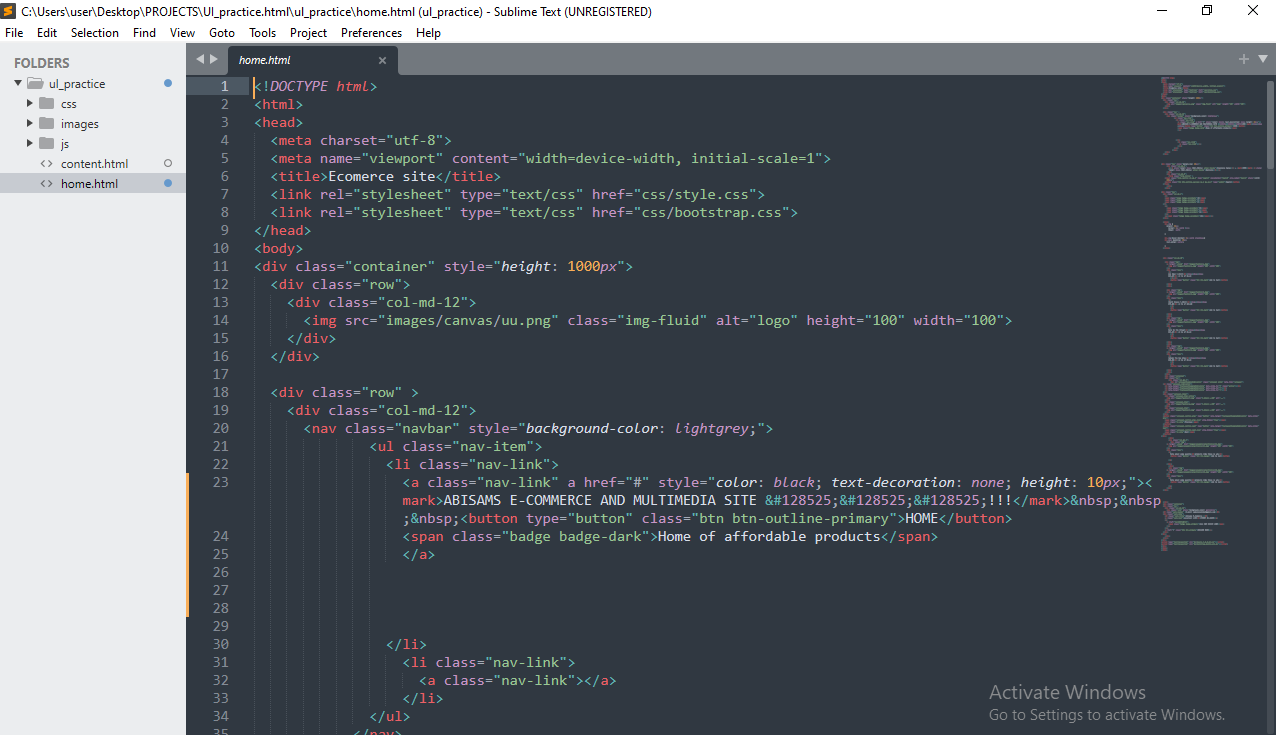 C:\Users\user\Desktop\PROJECTS\UI_practice.html\ul_practice\home.html (ul_practice) - Sublime Text (UNREGISTERED)
File Edit Selection Find View Goto Tools Project Preferences Help
FOLDERS
ul_practice
css
images
js
content.html
home.html
home.html
1 <!DOCTYPE html>
2 <html>
3 <head>
4 <meta charset="utf-8">
5 <meta name="viewport" content="width=device-width, initial-scale=1">
6 <title>Ecomerce site</title>
7 <link rel="stylesheet" type="text/css" href="css/style.css">
8 <link rel="stylesheet" type="text/css" href="css/bootstrap.css">
9 </head>
10 <body>
11 <div class="container" style="height: 1000px">
12 <div class="row">
13 <div class="col-md-12">
14 <img src="images/canvas/uu.png" class="img-fluid" alt="logo" height="100" width="100">
15 </div>
16 </div>
17
18 <div class="row" >
19 <div class="col-md-12">
20 <nav class="navbar" style="background-color: lightgrey;">
21 <ul class="nav-item">
22 <li class="nav-link">
23 <a class="nav-link" a href="#" style="color: black; text-decoration: none; height: 10px;"><
mark>ABISAMS E-COMMERCE AND MULTIMEDIA SITE &#128525;&#128525;&#128525;!!!</mark>&nbsp;&nbsp
;&nbsp;<button type="button" class="btn btn-outline-primary">HOME</button>
24 <span class="badge badge-dark">Home of affordable products</span>
25 </a>
26
27
28
29
30 </li>
31 <li class="nav-link">
32 <a class="nav-link"></a>
33 </li>
34 </ul>
35 </nav>
Activate Windows
Go to Settings to activate Windows.